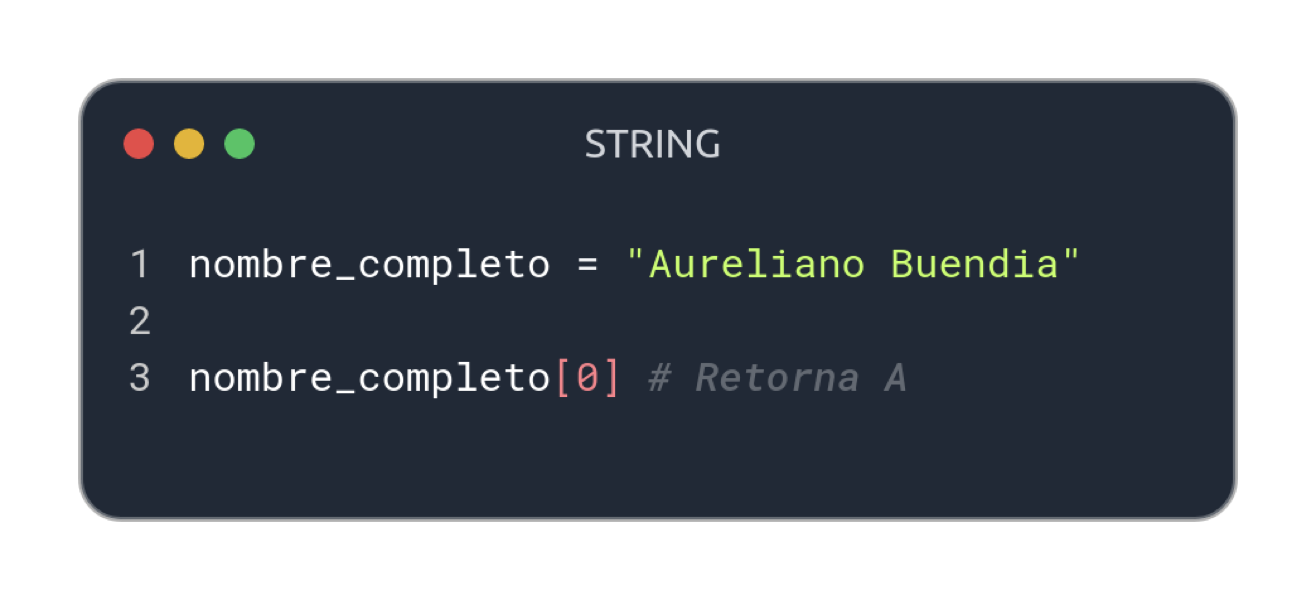 STRING
1 nombre_completo = "Aureliano Buendia"
2
3 nombre_completo[0] # Retorna A